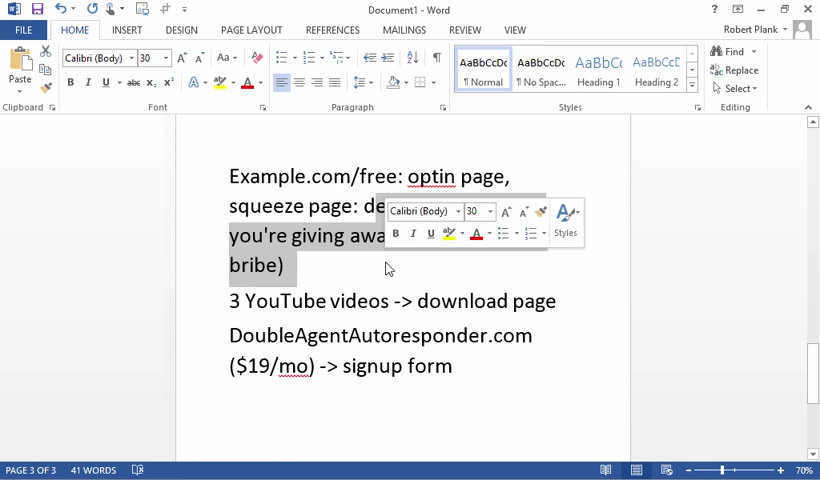 Document1 - Word
FILE HOME INSERT DESIGN PAGE LAYOUT REFERENCES MAILINGS REVIEW VIEW Robert Plank
Paste
Calibri (Body) 30
Clipboard Font Paragraph Styles Editing
AaBbCcDc AaBbCcDc AaBbCc AaBbCcD
¶ Normal ¶ No Spac... Heading 1 Heading 2
Find
Replace
Select
Example.com/free: optin page,
squeeze page: de
you're giving awa
bribe)
Calibri (Body) 30
B I U Styles
3 YouTube videos -> download page
DoubleAgentAutoresponder.com
($19/mo) -> signup form
PAGE 3 OF 3 41 WORDS 70%